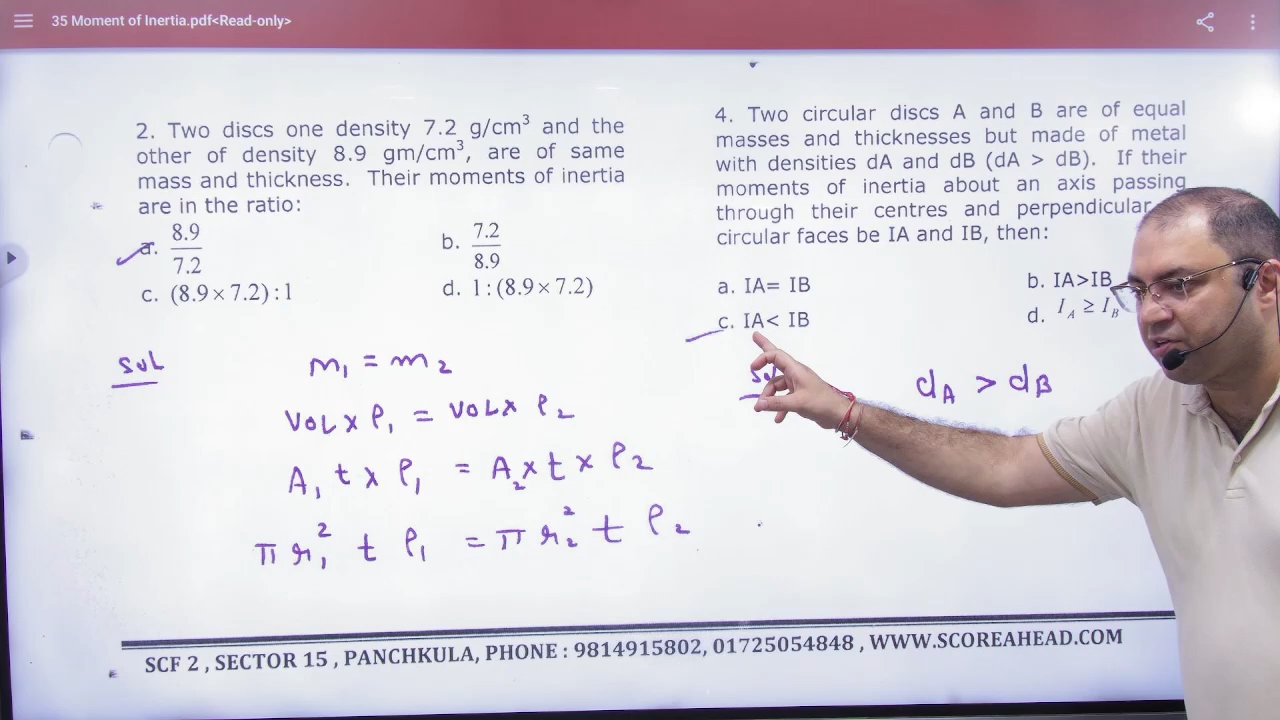 35 Moment of Inertia.pdf<Read-only>
2. Two discs one density 7.2 g/cm³ and the
other of density 8.9 gm/cm³, are of same
mass and thickness. Their moments of inertia
are in the ratio:
a. 8.9/7.2
b. 7.2/8.9
c. (8.9×7.2):1
d. 1:(8.9×7.2)
Sol
m₁ = m₂
VOL x ρ₁ = VOL x ρ₂
A₁ t x ρ₁ = A₂ x t x ρ₂
π r₁² t ρ₁ = π r₂² t ρ₂
4. Two circular discs A and B are of equal
masses and thicknesses but made of metal
with densities dA and dB (dA > dB). If their
moments of inertia about an axis passing
through their centres and perpendicular
circular faces be IA and IB, then:
a. IA= IB
b. IA>IB
c. IA< IB
d. I_A ≥ I_B
d_A > d_B
SCF 2 , SECTOR 15 , PANCHKULA, PHONE : 9814915802, 01725054848 , WWW.SCOREAHEAD.COM